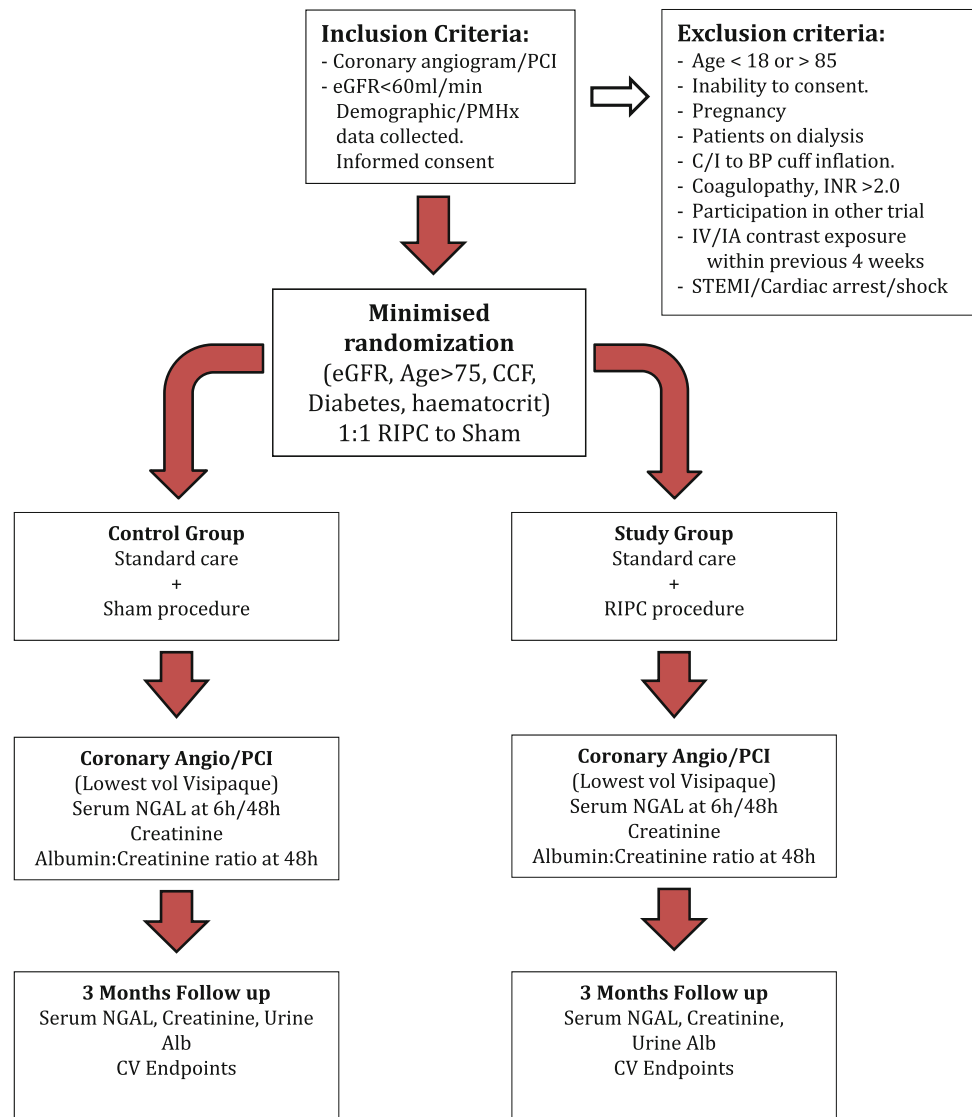 Inclusion Criteria:
- Coronary angiogram/PCI
- eGFR<60ml/min
Demographic/PMHx
data collected.
Informed consent
Exclusion criteria:
- Age < 18 or > 85
- Inability to consent.
- Pregnancy
- Patients on dialysis
- C/I to BP cuff inflation.
- Coagulopathy, INR >2.0
- Participation in other trial
- IV/IA contrast exposure
within previous 4 weeks
- STEMI/Cardiac arrest/shock
Minimised
randomization
(eGFR, Age>75, CCF,
Diabetes, haematocrit)
1:1 RIPC to Sham
Control Group
Standard care
+
Sham procedure
Study Group
Standard care
+
RIPC procedure
Coronary Angio/PCI
(Lowest vol Visipaque)
Serum NGAL at 6h/48h
Creatinine
Albumin:Creatinine ratio at 48h
Coronary Angio/PCI
(Lowest vol Visipaque)
Serum NGAL at 6h/48h
Creatinine
Albumin:Creatinine ratio at 48h
3 Months Follow up
Serum NGAL, Creatinine, Urine
Alb
CV Endpoints
3 Months Follow up
Serum NGAL, Creatinine,
Urine Alb
CV Endpoints